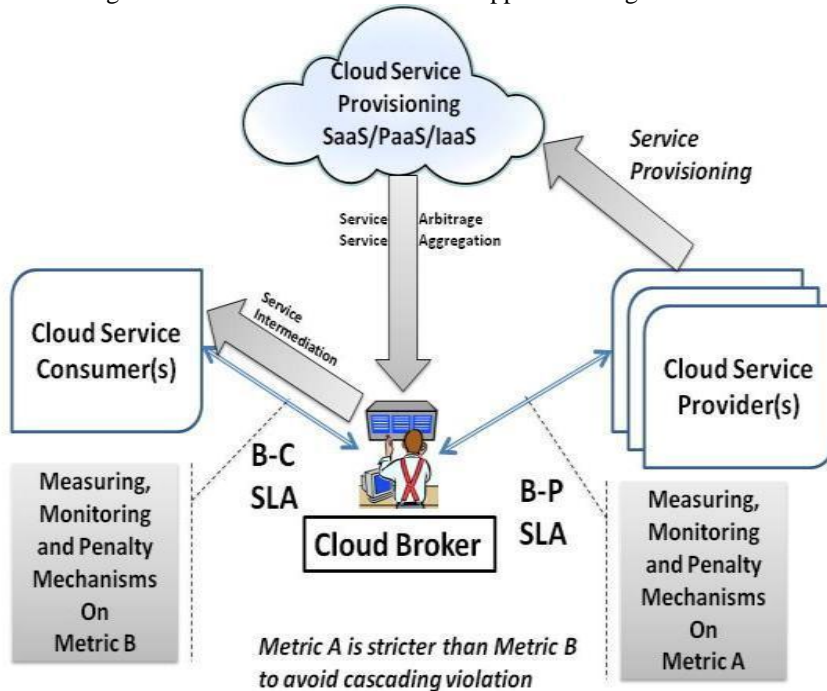 Cloud Service
Provisioning
SaaS/PaaS/IaaS
Service
Provisioning
Service Arbitrage
Service Aggregation
Service
Intermediation
Cloud Service
Consumer(s)
Cloud Service
Provider(s)
B-C
SLA
B-P
SLA
Cloud Broker
Measuring,
Monitoring
and Penalty
Mechanisms
On
Metric B
Measuring,
Monitoring
and Penalty
Mechanisms
On
Metric A
Metric A is stricter than Metric B
to avoid cascading violation